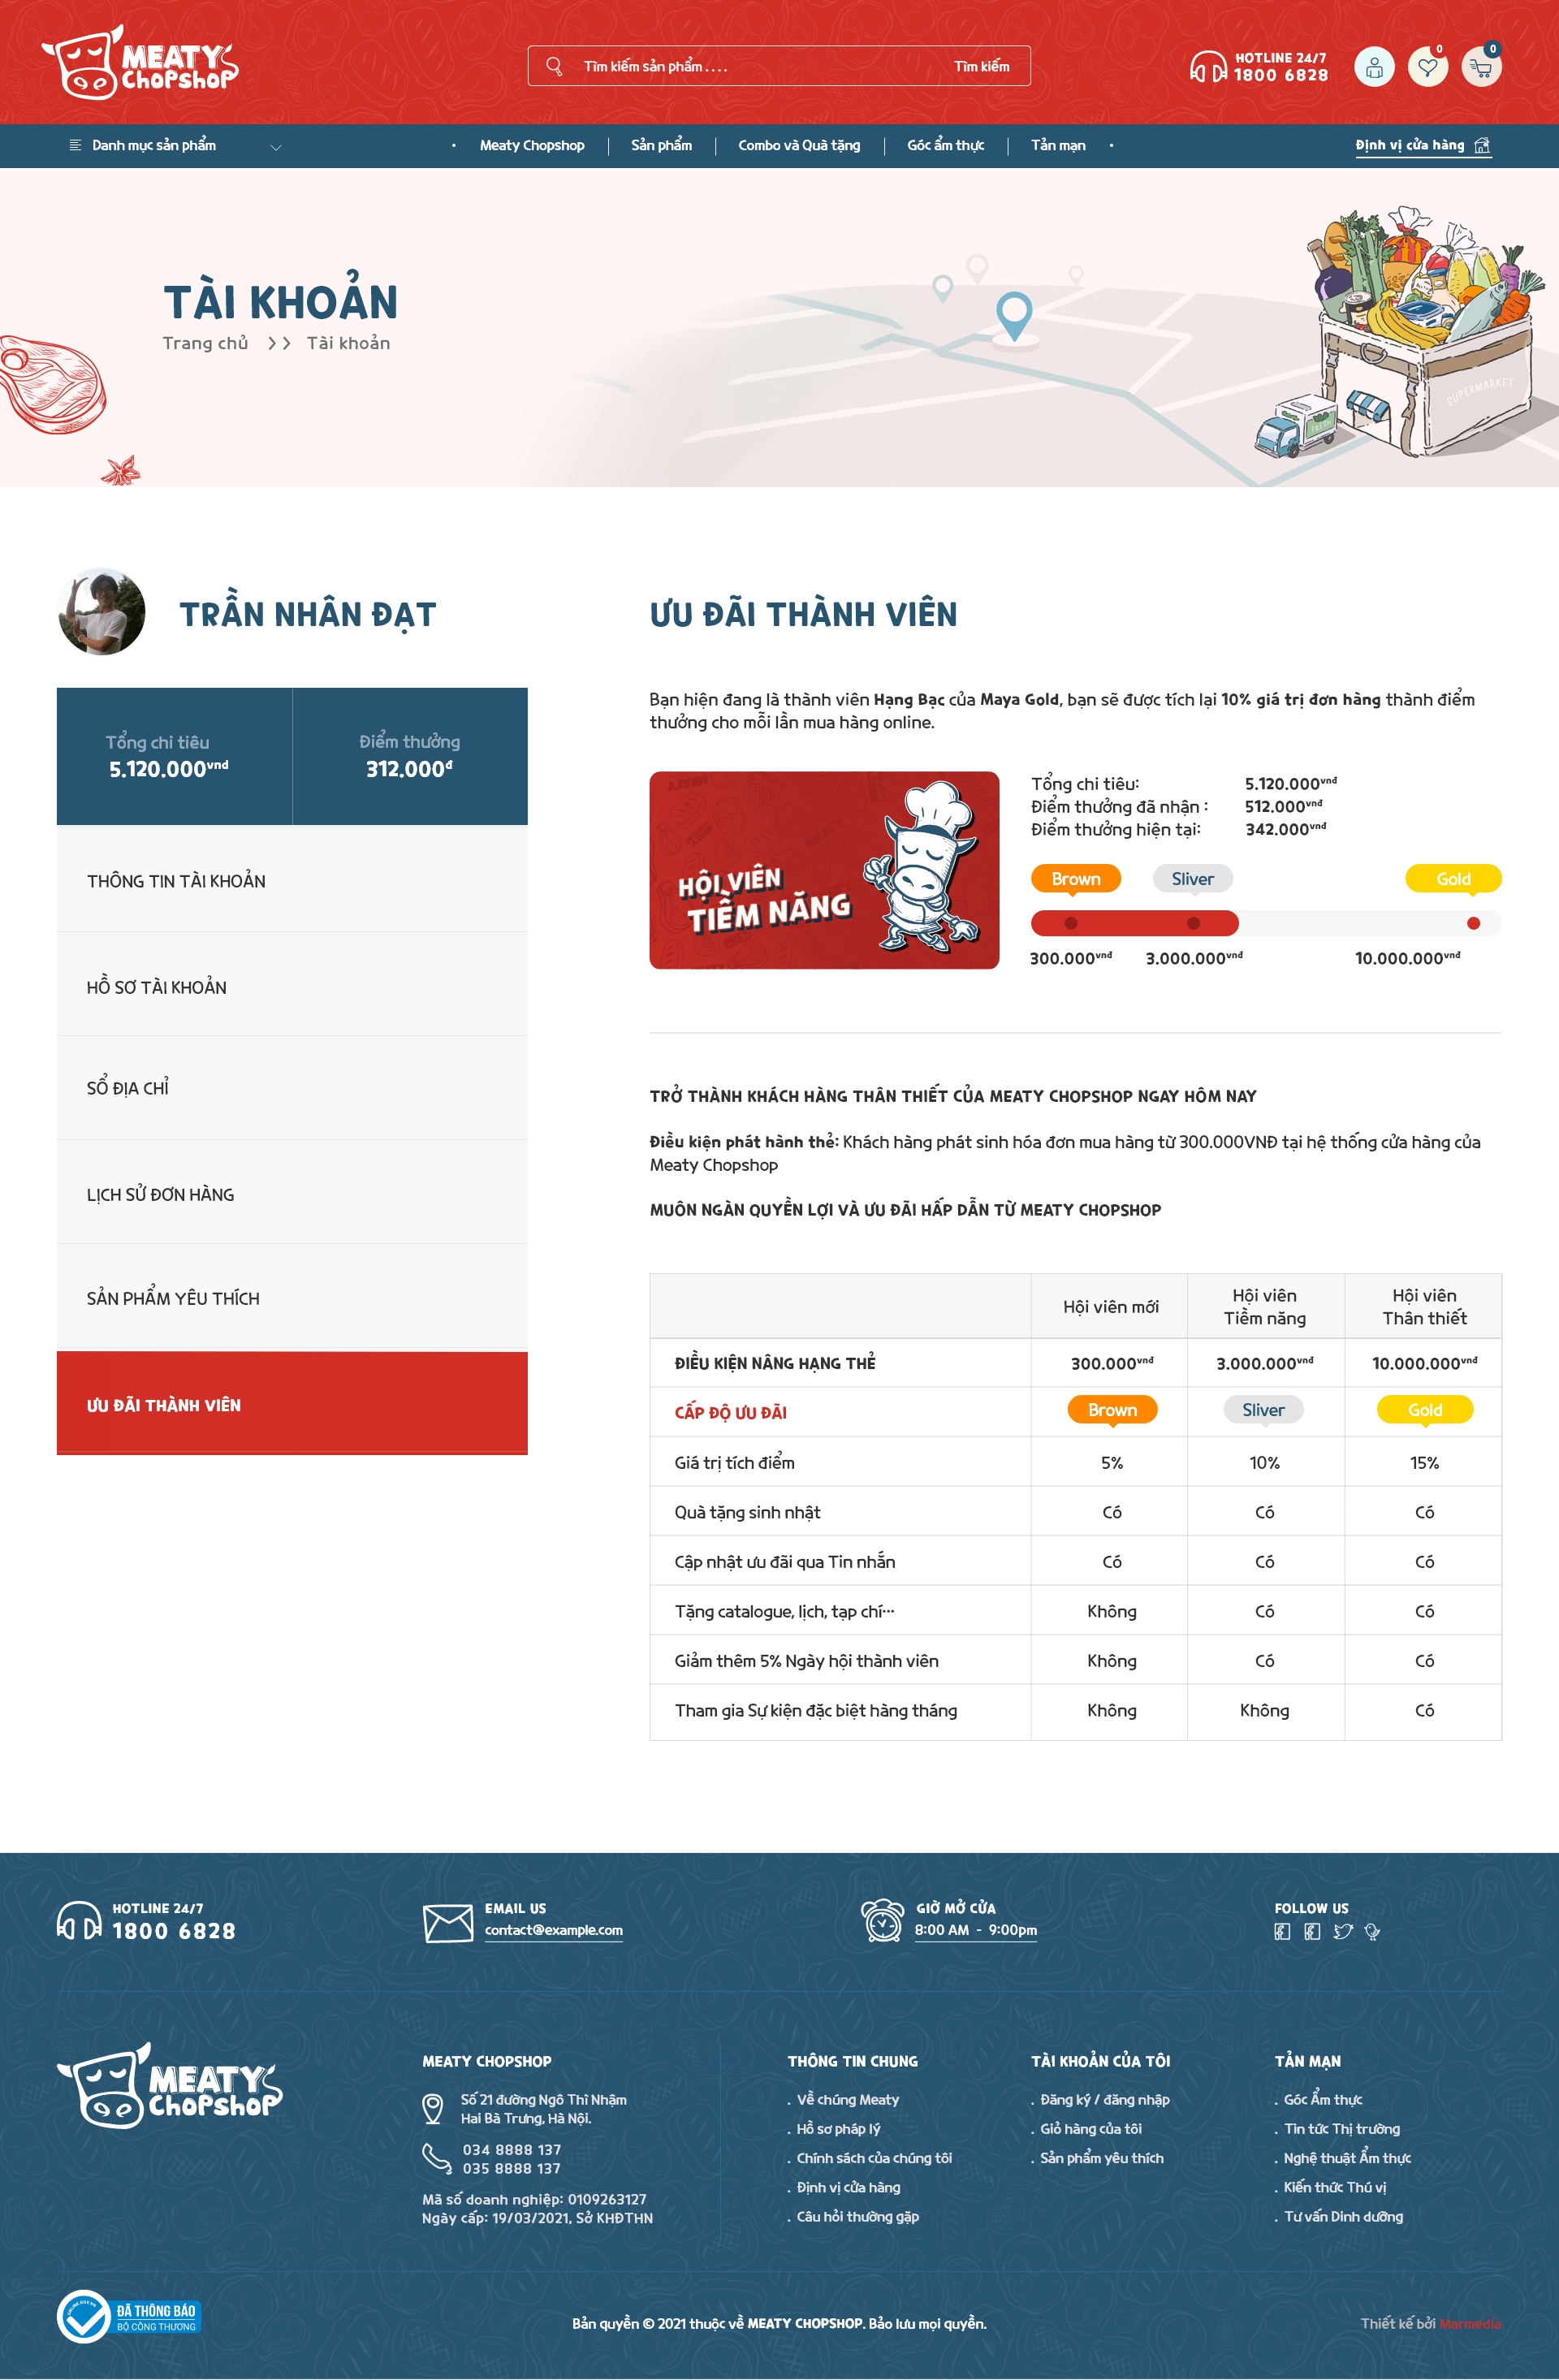 MEATY
CHOPSHOP
Tìm kiếm sản phẩm . . . .
Tìm kiếm
HOTLINE 24/7
1800 6828
0
0
Danh mục sản phẩm
Meaty Chopshop
Sản phẩm
Combo và Quà tặng
Góc ẩm thực
Tản mạn
Định vị cửa hàng
TÀI KHOẢN
Trang chủ >> Tài khoản
SUPERMARKET
FRESH
TRẦN NHÂN ĐẠT
Tổng chi tiêu
5.120.000vnd
Điểm thưởng
312.000đ
THÔNG TIN TÀI KHOẢN
HỒ SƠ TÀI KHOẢN
SỔ ĐỊA CHỈ
LỊCH SỬ ĐƠN HÀNG
SẢN PHẨM YÊU THÍCH
ƯU ĐÃI THÀNH VIÊN
ƯU ĐÃI THÀNH VIÊN
Bạn hiện đang là thành viên Hạng Bạc của Maya Gold, bạn sẽ được tích lại 10% giá trị đơn hàng thành điểm
thưởng cho mỗi lần mua hàng online.
HỘI VIÊN
TIỀM NĂNG
Tổng chi tiêu: 5.120.000vnđ
Điểm thưởng đã nhận : 512.000vnđ
Điểm thưởng hiện tại: 342.000vnđ
Brown Sliver Gold
300.000vnđ 3.000.000vnđ 10.000.000vnđ
TRỞ THÀNH KHÁCH HÀNG THÂN THIẾT CỦA MEATY CHOPSHOP NGAY HÔM NAY
Điều kiện phát hành thẻ: Khách hàng phát sinh hóa đơn mua hàng từ 300.000VNĐ tại hệ thống cửa hàng của
Meaty Chopshop
MUÔN NGÀN QUYỀN LỢI VÀ ƯU ĐÃI HẤP DẪN TỪ MEATY CHOPSHOP
Hội viên mới
Hội viên
Tiềm năng
Hội viên
Thân thiết
ĐIỀU KIỆN NÂNG HẠNG THẺ 300.000vnđ 3.000.000vnđ 10.000.000vnđ
CẤP ĐỘ ƯU ĐÃI Brown Sliver Gold
Giá trị tích điểm 5% 10% 15%
Quà tặng sinh nhật Có Có Có
Cập nhật ưu đãi qua Tin nhắn Có Có Có
Tặng catalogue, lịch, tạp chí... Không Có Có
Giảm thêm 5% Ngày hội thành viên Không Có Có
Tham gia Sự kiện đặc biệt hàng tháng Không Không Có
HOTLINE 24/7
1800 6828
EMAIL US
contact@example.com
GIỜ MỞ CỬA
8:00 AM - 9:00pm
FOLLOW US
MEATY
CHOPSHOP
MEATY CHOPSHOP
Số 21 đường Ngô Thì Nhậm
Hai Bà Trưng, Hà Nội.
034 8888 137
035 8888 137
Mã số doanh nghiệp: 0109263127
Ngày cấp: 19/03/2021, Sở KHĐTHN
THÔNG TIN CHUNG
. Về chúng Meaty
. Hồ sơ pháp lý
. Chính sách của chúng tôi
. Định vị cửa hàng
. Câu hỏi thường gặp
TÀI KHOẢN CỦA TÔI
. Đăng ký / đăng nhập
. Giỏ hàng của tôi
. Sản phẩm yêu thích
TẢN MẠN
. Góc Ẩm thực
. Tin tức Thị trường
. Nghệ thuật Ẩm thực
. Kiến thức Thú vị
. Tư vấn Dinh dưỡng
ĐÃ THÔNG BÁO
BỘ CÔNG THƯƠNG
Bản quyền © 2021 thuộc về MEATY CHOPSHOP. Bảo lưu mọi quyền.
Thiết kế bởi Marmedia